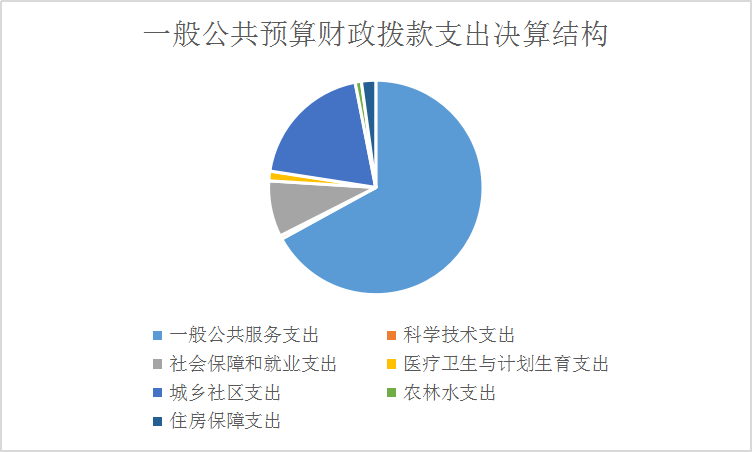 一般公共预算财政拨款支出决算结构
一般公共服务支出
科学技术支出
社会保障和就业支出
医疗卫生与计划生育支出
城乡社区支出
农林水支出
住房保障支出